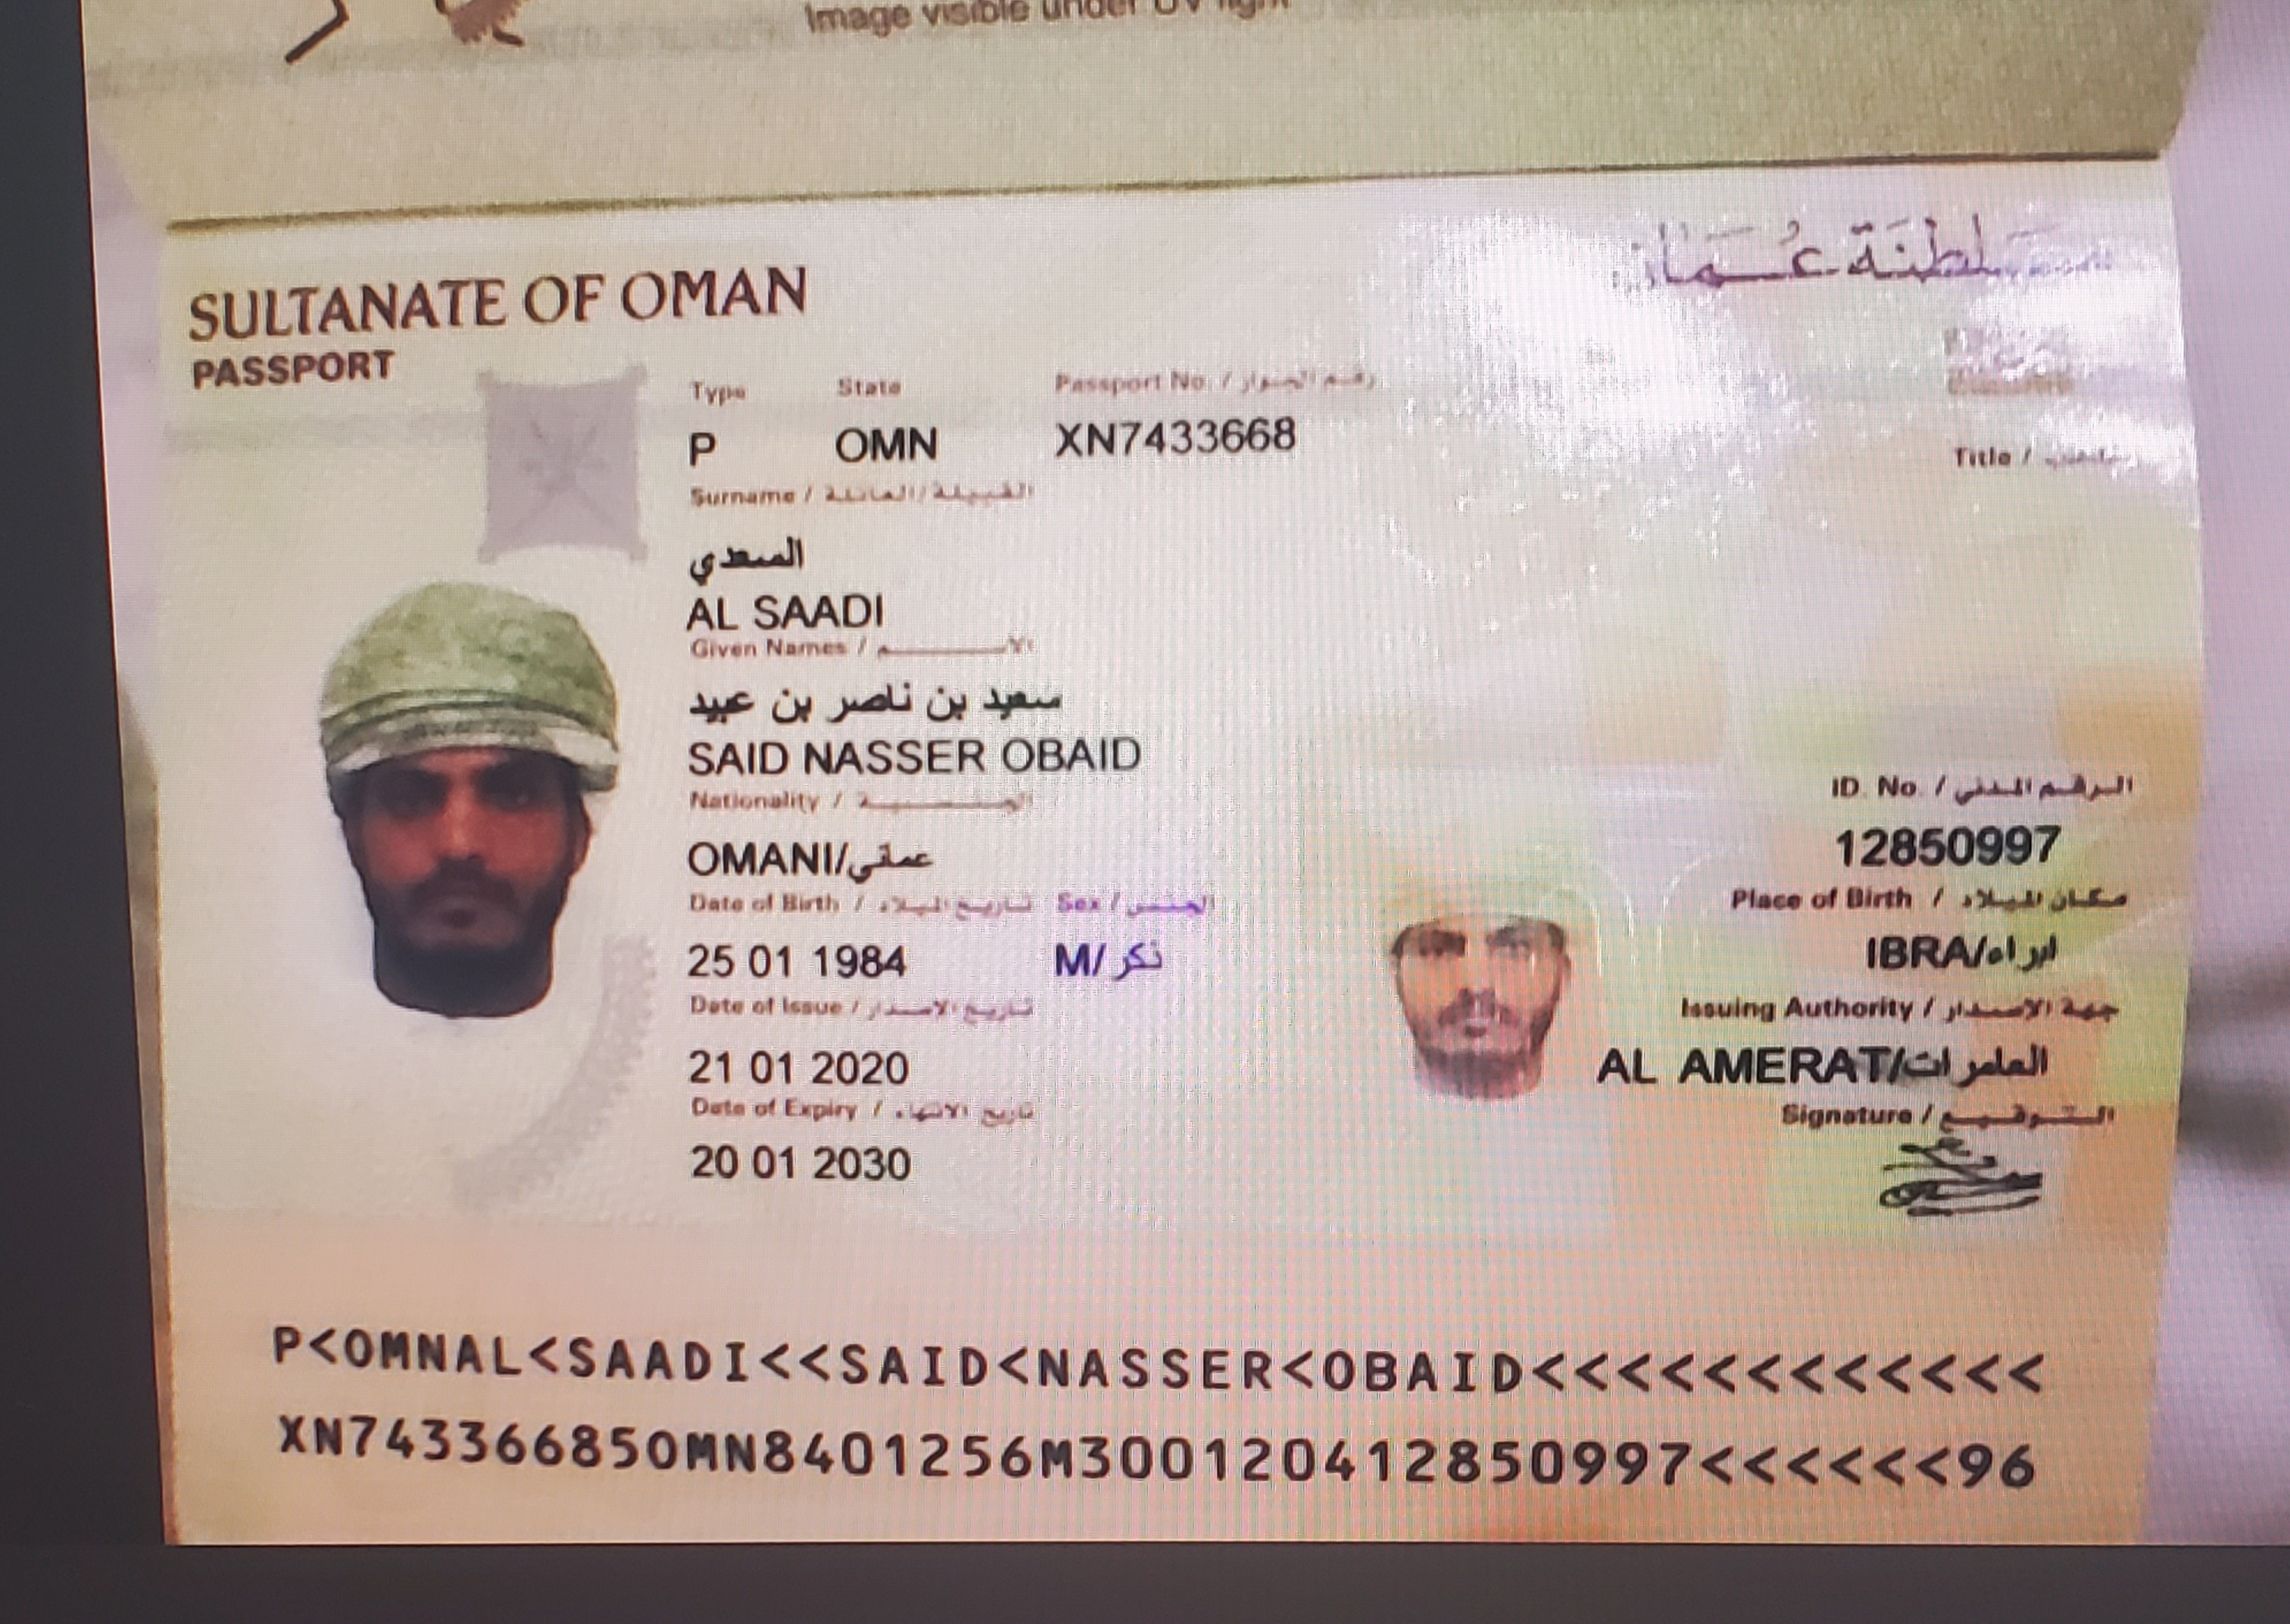 Image visible under UV light
SULTANATE OF OMAN
سلطنة عُمان
PASSPORT
Type
State
Passport No. / رقم الجواز
P
OMN
XN7433668
Title /
Surname / القبيلة/العائلة
السعدي
AL SAADI
Given Names / الاسم
سعيد بن ناصر بن عبيد
SAID NASSER OBAID
Nationality / الجنسية
OMANI/عماني
Date of Birth / تاريخ الميلاد
Sex / الجنس
25 01 1984
M/ذكر
Date of Issue / تاريخ الاصدار
21 01 2020
Date of Expiry / تاريخ الانتهاء
20 01 2030
ID. No. / الرقم المدني
12850997
Place of Birth / مكان الميلاد
IBRA/ابراء
Issuing Authority / جهة الاصدار
AL AMERAT/العامرات
Signature / التوقيع
P<OMNAL<SAADI<<SAID<NASSER<OBAID<<<<<<<<<<<<
XN74336685OMN8401256M300120412850997<<<<<<96